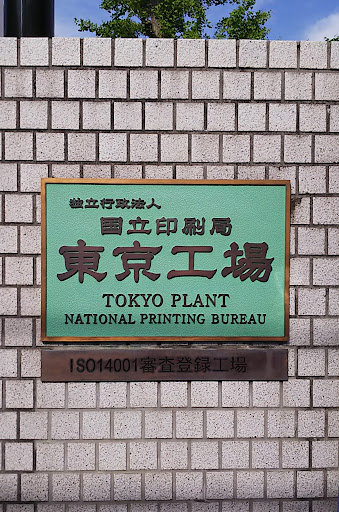 独立行政法人
国立印刷局
東京工場
TOKYO PLANT
NATIONAL PRINTING BUREAU
ISO14001審査登録工場